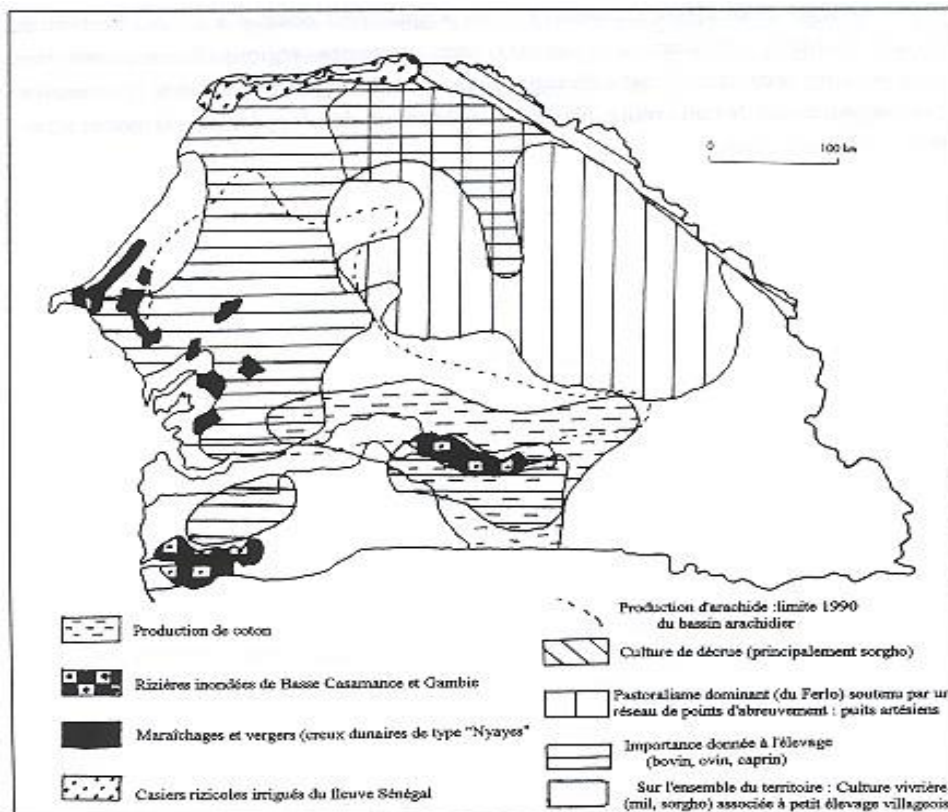 0 100 km
Production de coton
Rizières inondées de Basse Casamance et Gambie
Maraîchages et vergers (creux dunaires de type "Nyayes"
Casiers rizicoles irrigués du fleuve Sénégal
Production d'arachide :limite 1990
du bassin arachidier
Culture de décrue (principalement sorgho)
Pastoralisme dominant (du Ferlo) soutenu par un
réseau de points d'abreuvement : puits artésiens
Importance donnée à l'élevage
(bovin, ovin, caprin)
Sur l'ensemble du territoire : Culture vivrière
(mil, sorgho) associée à petit élevage villageois